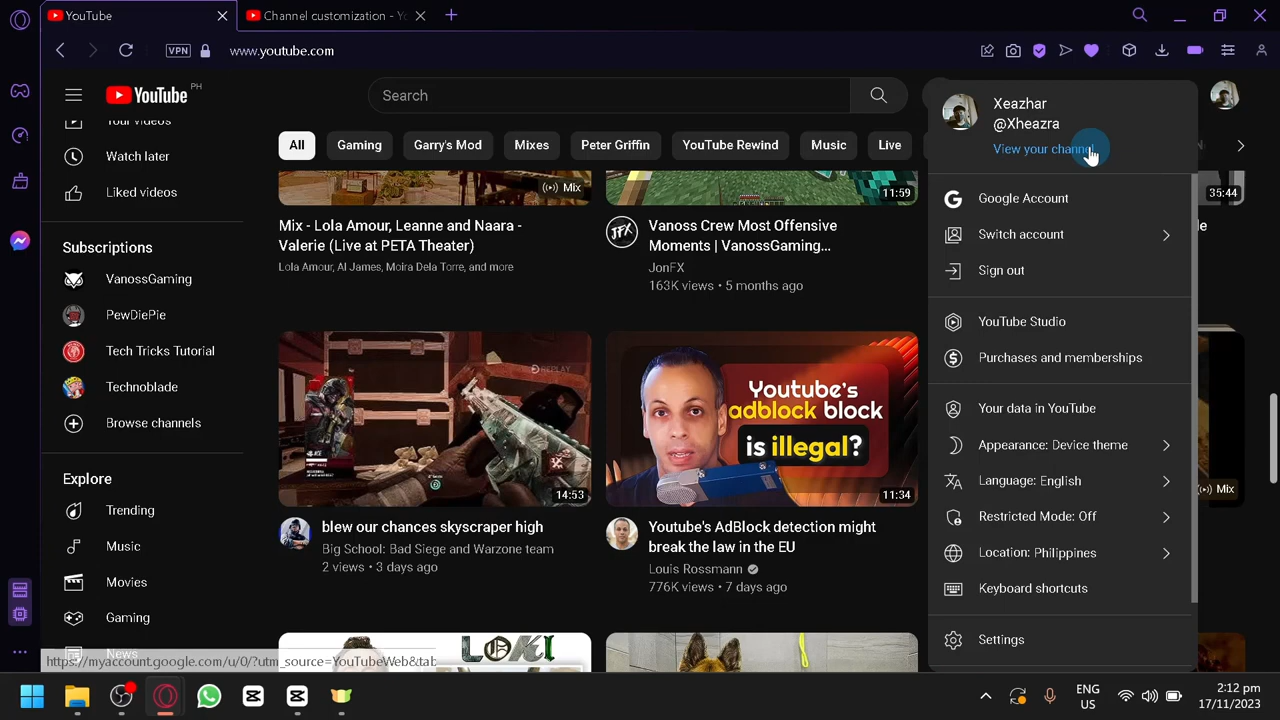 YouTube
Channel customization - Yo
VPN
www.youtube.com
YouTube PH
Search
Your videos
Watch later
Liked videos
Subscriptions
VanossGaming
PewDiePie
Tech Tricks Tutorial
Technoblade
Browse channels
Explore
Trending
Music
Movies
Gaming
News
All
Gaming
Garry's Mod
Mixes
Peter Griffin
YouTube Rewind
Music
Live
Mix
11:59
35:44
Mix - Lola Amour, Leanne and Naara -
Valerie (Live at PETA Theater)
Lola Amour, Al James, Moira Dela Torre, and more
JFX
Vanoss Crew Most Offensive
Moments | VanossGaming...
JonFX
163K views • 5 months ago
REPLAY
14:53
Youtube's
adblock block
is illegal?
11:34
Mix
blew our chances skyscraper high
Big School: Bad Siege and Warzone team
2 views • 3 days ago
Youtube's AdBlock detection might
break the law in the EU
Louis Rossmann
776K views • 7 days ago
LOKI
Xeazhar
@Xheazra
View your channel
Google Account
Switch account
Sign out
YouTube Studio
Purchases and memberships
Your data in YouTube
Appearance: Device theme
Language: English
Restricted Mode: Off
Location: Philippines
Keyboard shortcuts
Settings
https://myaccount.google.com/u/0/?utm_source=YouTubeWeb&tab
ENG
US
2:12 pm
17/11/2023